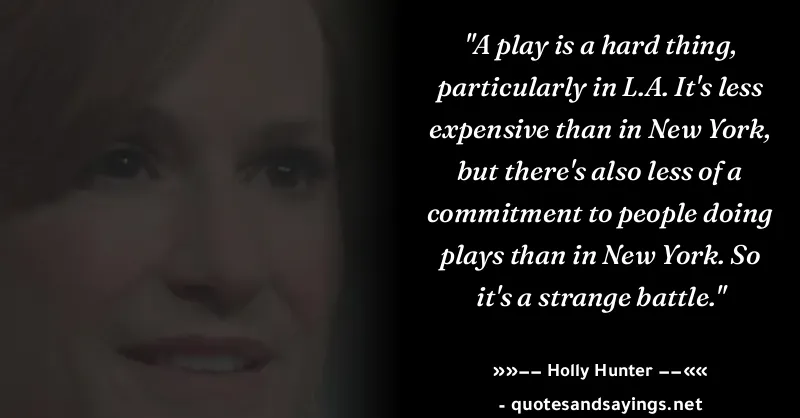 "A play is a hard thing,
particularly in L.A. It's less
expensive than in New York,
but there's also less of a
commitment to people doing
plays than in New York. So
it's a strange battle."
»»−− Holly Hunter −−««
- quotesandsayings.net